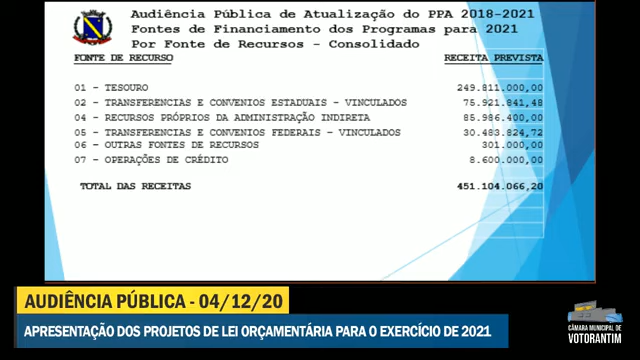 Audiência Pública de Atualização do PPA 2018-2021
Fontes de Financiamento dos Programas para 2021
Por Fonte de Recursos - Consolidado
FONTE DE RECURSO RECEITA PREVISTA
01 - TESOURO 249.811.000,00
02 - TRANSFERENCIAS E CONVENIOS ESTADUAIS - VINCULADOS 75.921.841,48
04 - RECURSOS PRÓPRIOS DA ADMINISTRAÇÃO INDIRETA 85.986.400,00
05 - TRANSFERENCIAS E CONVENIOS FEDERAIS - VINCULADOS 30.483.824,72
06 - OUTRAS FONTES DE RECURSOS 301.000,00
07 - OPERAÇÕES DE CRÉDITO 8.600.000,00
TOTAL DAS RECEITAS 451.104.066,20
AUDIÊNCIA PÚBLICA - 04/12/20
APRESENTAÇÃO DOS PROJETOS DE LEI ORÇAMENTÁRIA PARA O EXERCÍCIO DE 2021
CÂMARA MUNICIPAL DE
VOTORANTIM